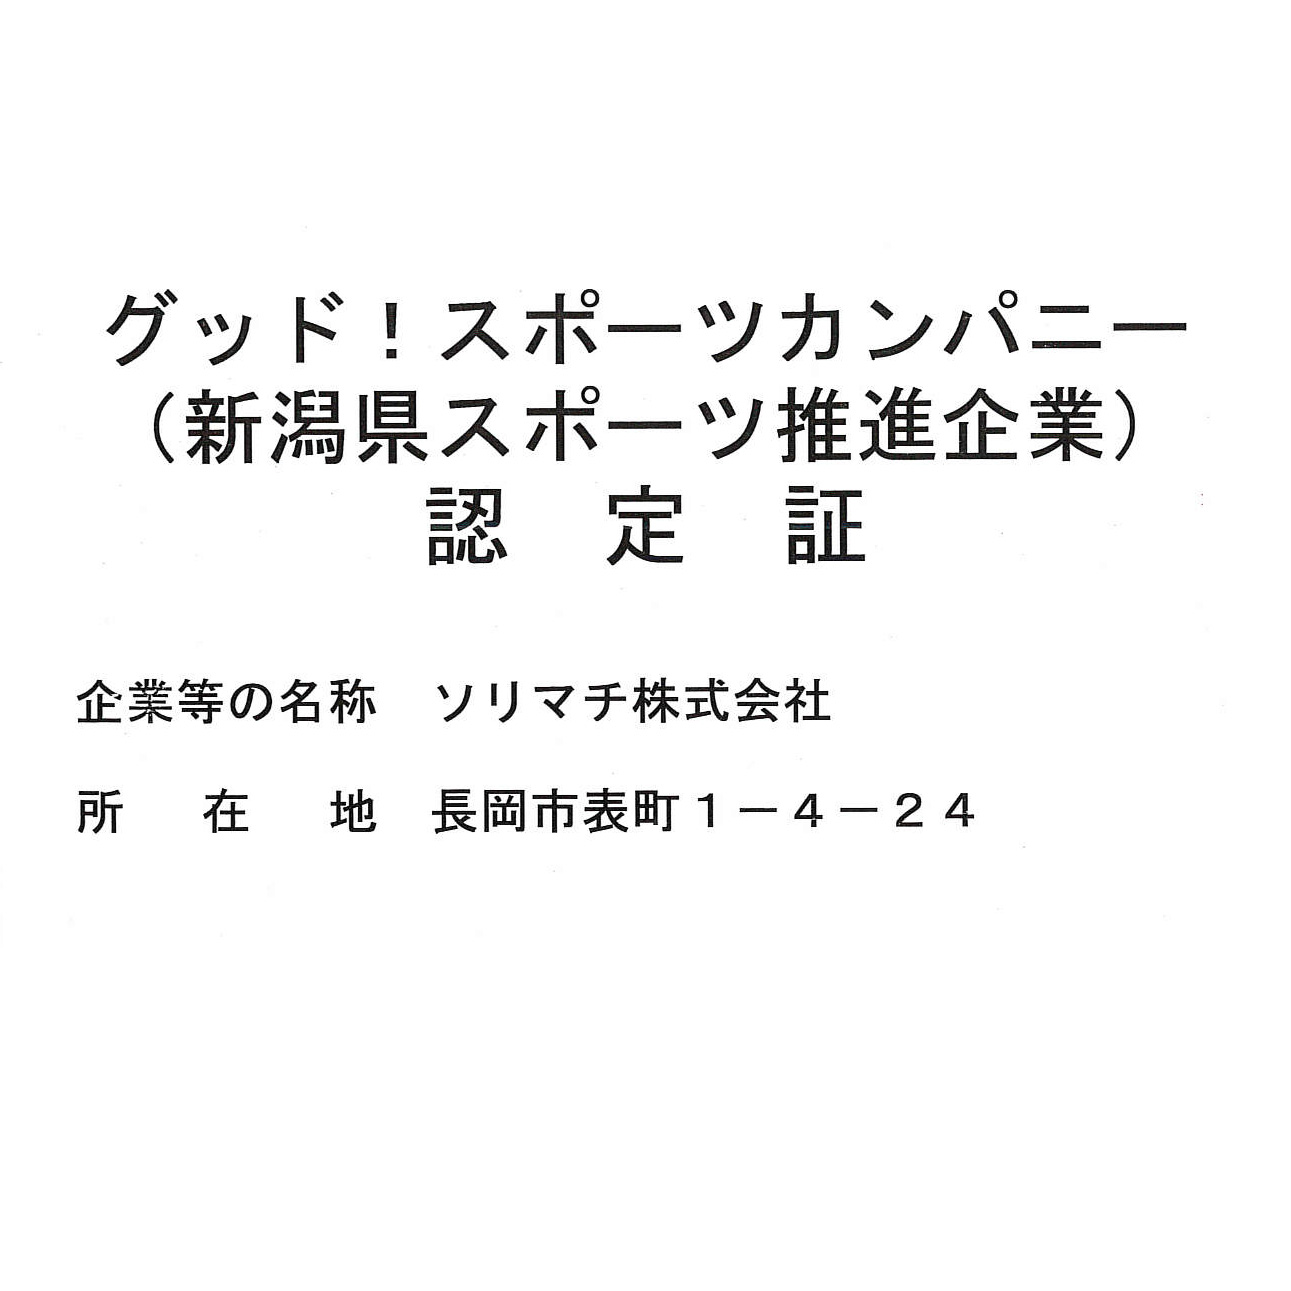 グッド！スポーツカンパニー
（新潟県スポーツ推進企業）
認　定　証
企業等の名称　ソリマチ株式会社
所　在　地　長岡市表町１－４－２４